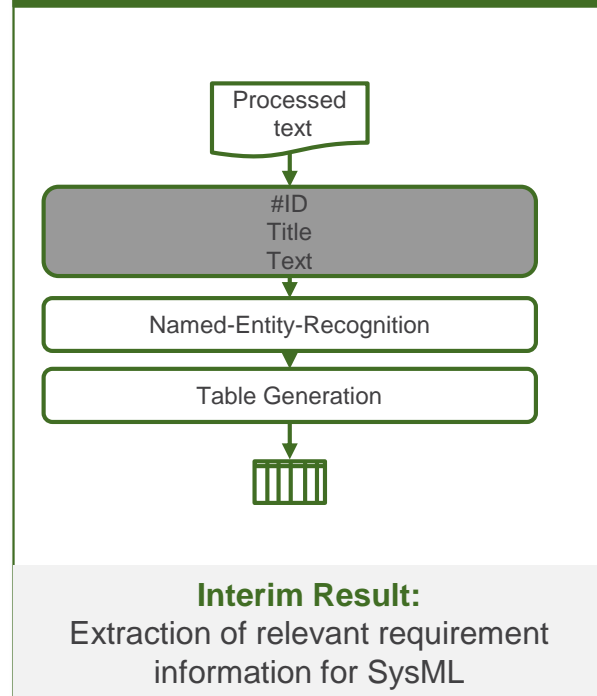 Processed
text
#ID
Title
Text
Named-Entity-Recognition
Table Generation
Interim Result:
Extraction of relevant requirement
information for SysML